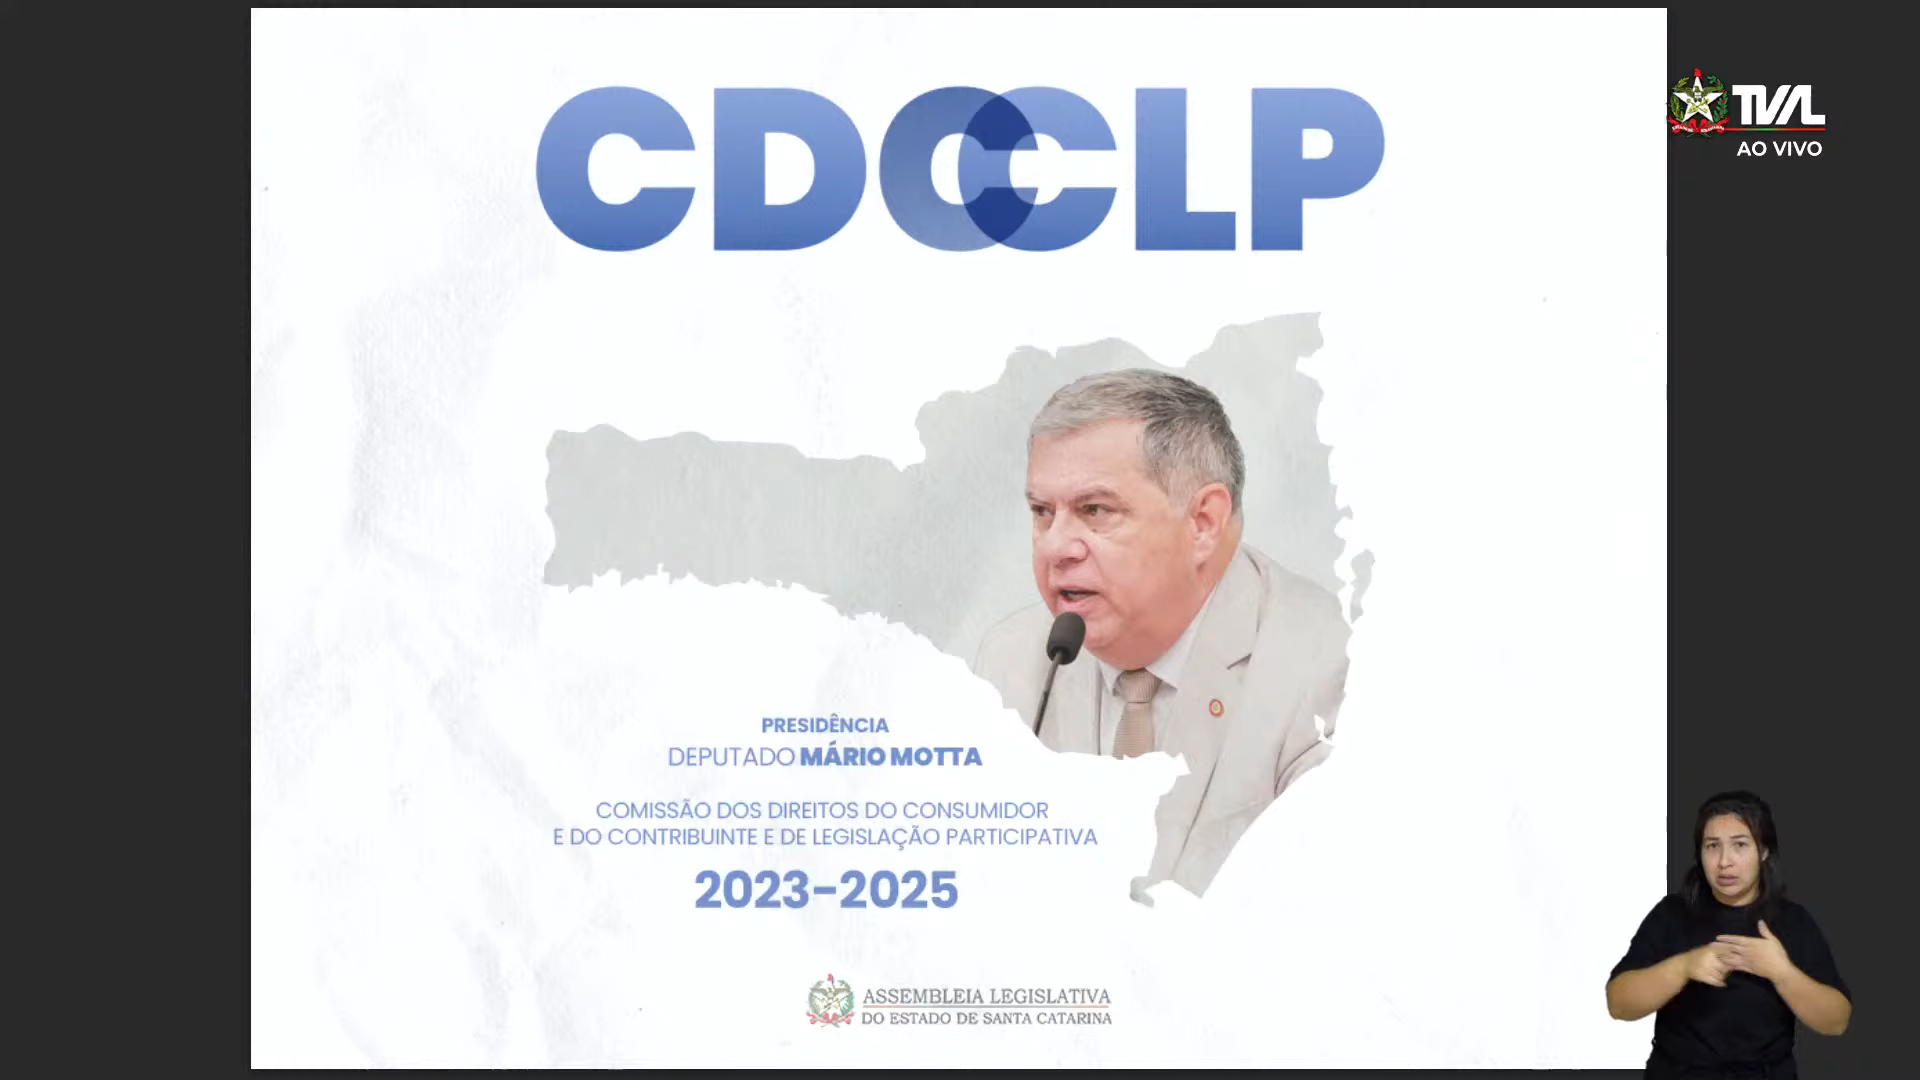 CDCCLP
TVAL
AO VIVO
PRESIDÊNCIA
DEPUTADO MÁRIO MOTTA
COMISSÃO DOS DIREITOS DO CONSUMIDOR
E DO CONTRIBUINTE E DE LEGISLAÇÃO PARTICIPATIVA
2023-2025
ASSEMBLEIA LEGISLATIVA
DO ESTADO DE SANTA CATARINA